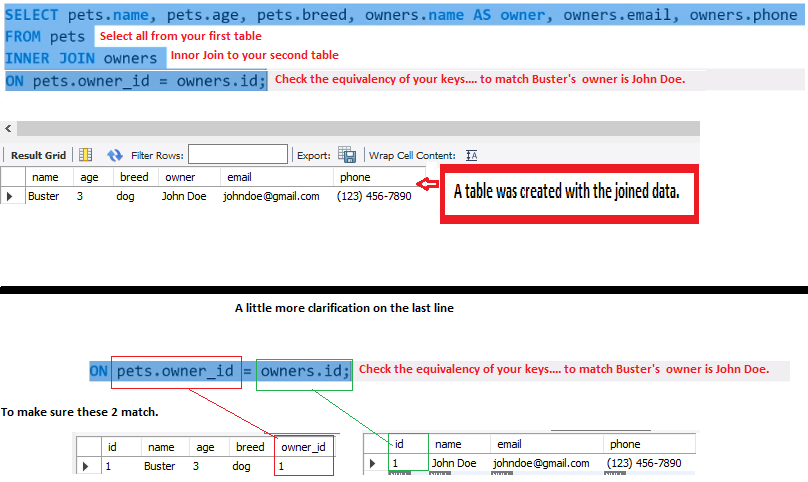 SELECT pets.name, pets.age, pets.breed, owners.name AS owner, owners.email, owners.phone
FROM pets Select all from your first table
INNER JOIN owners Innor Join to your second table
ON pets.owner_id = owners.id; Check the equivalency of your keys.... to match Buster's owner is John Doe.
Result Grid Filter Rows: Export: Wrap Cell Content: IA
name age breed owner email phone
Buster 3 dog John Doe johndoe@gmail.com (123) 456-7890
A table was created with the joined data.
A little more clarification on the last line
ON pets.owner_id = owners.id; Check the equivalency of your keys.... to match Buster's owner is John Doe.
To make sure these 2 match.
id name age breed owner_id
1 Buster 3 dog 1
id name email phone
1 John Doe johndoe@gmail.com (123) 456-7890